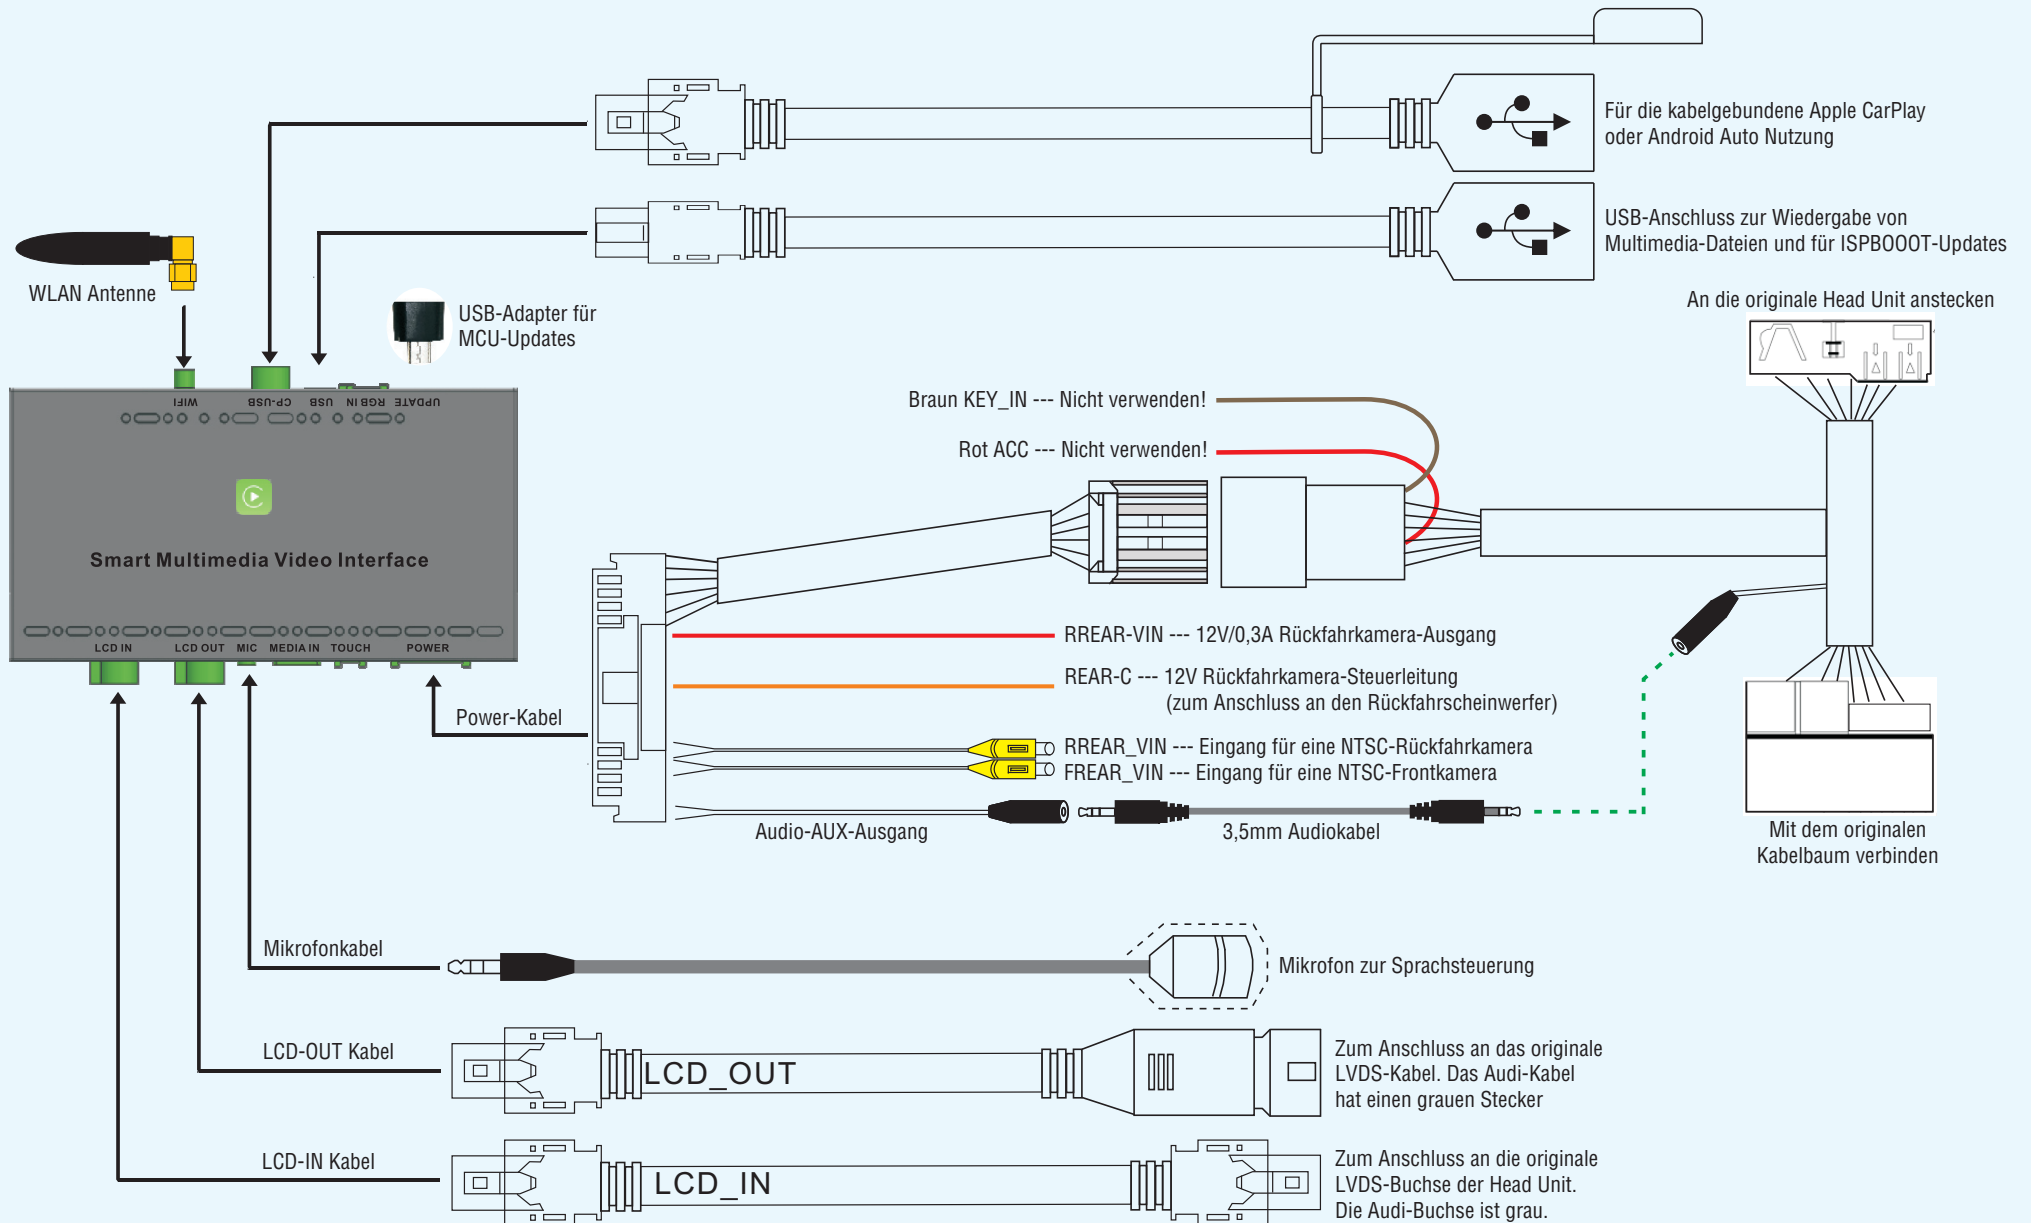 Für die kabelgebundene Apple CarPlay
oder Android Auto Nutzung
USB-Anschluss zur Wiedergabe von
Multimedia-Dateien und für ISPBOOOT-Updates
WLAN Antenne
USB-Adapter für
MCU-Updates
An die originale Head Unit anstecken
WIFI
CP-USB
USB
RGB IN
UPDATE
Braun KEY_IN --- Nicht verwenden!
Rot ACC --- Nicht verwenden!
Smart Multimedia Video Interface
LCD IN
LCD OUT
MIC
MEDIA IN
TOUCH
POWER
RREAR-VIN --- 12V/0,3A Rückfahrkamera-Ausgang
REAR-C --- 12V Rückfahrkamera-Steuerleitung
(zum Anschluss an den Rückfahrscheinwerfer)
Power-Kabel
RREAR_VIN --- Eingang für eine NTSC-Rückfahrkamera
FREAR_VIN --- Eingang für eine NTSC-Frontkamera
Audio-AUX-Ausgang
3,5mm Audiokabel
Mit dem originalen
Kabelbaum verbinden
Mikrofonkabel
Mikrofon zur Sprachsteuerung
LCD-OUT Kabel
LCD_OUT
Zum Anschluss an das originale
LVDS-Kabel. Das Audi-Kabel
hat einen grauen Stecker
LCD-IN Kabel
LCD_IN
Zum Anschluss an die originale
LVDS-Buchse der Head Unit.
Die Audi-Buchse ist grau.